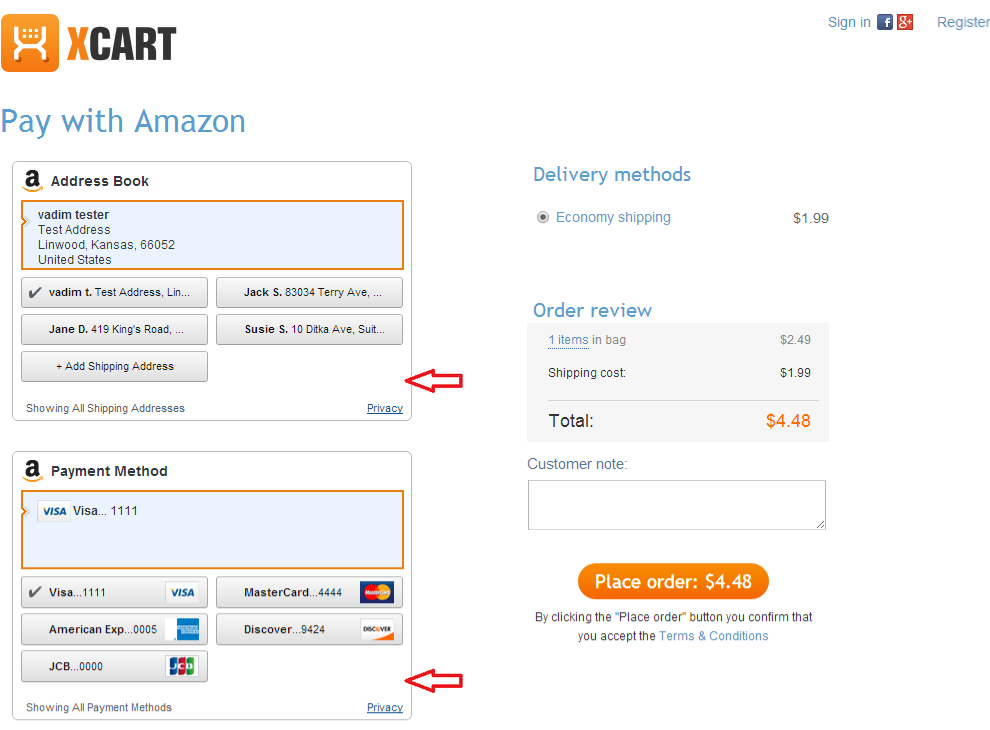 XCART
Sign in
Register
Pay with Amazon
a Address Book
vadim tester
Test Address
Linwood, Kansas, 66052
United States
vadim t. Test Address, Lin...
Jack S. 83034 Terry Ave, ...
Jane D. 419 King's Road, ...
Susie S. 10 Ditka Ave, Suit...
+ Add Shipping Address
Showing All Shipping Addresses
Privacy
a Payment Method
VISA Visa... 1111
Visa...1111 VISA
MasterCard...4444 MasterCard
American Exp...0005
Discover...9424 DISCOVER
JCB...0000 JCB
Showing All Payment Methods
Privacy
Delivery methods
Economy shipping $1.99
Order review
1 items in bag $2.49
Shipping cost: $1.99
Total: $4.48
Customer note:
Place order: $4.48
By clicking the "Place order" button you confirm that
you accept the Terms & Conditions